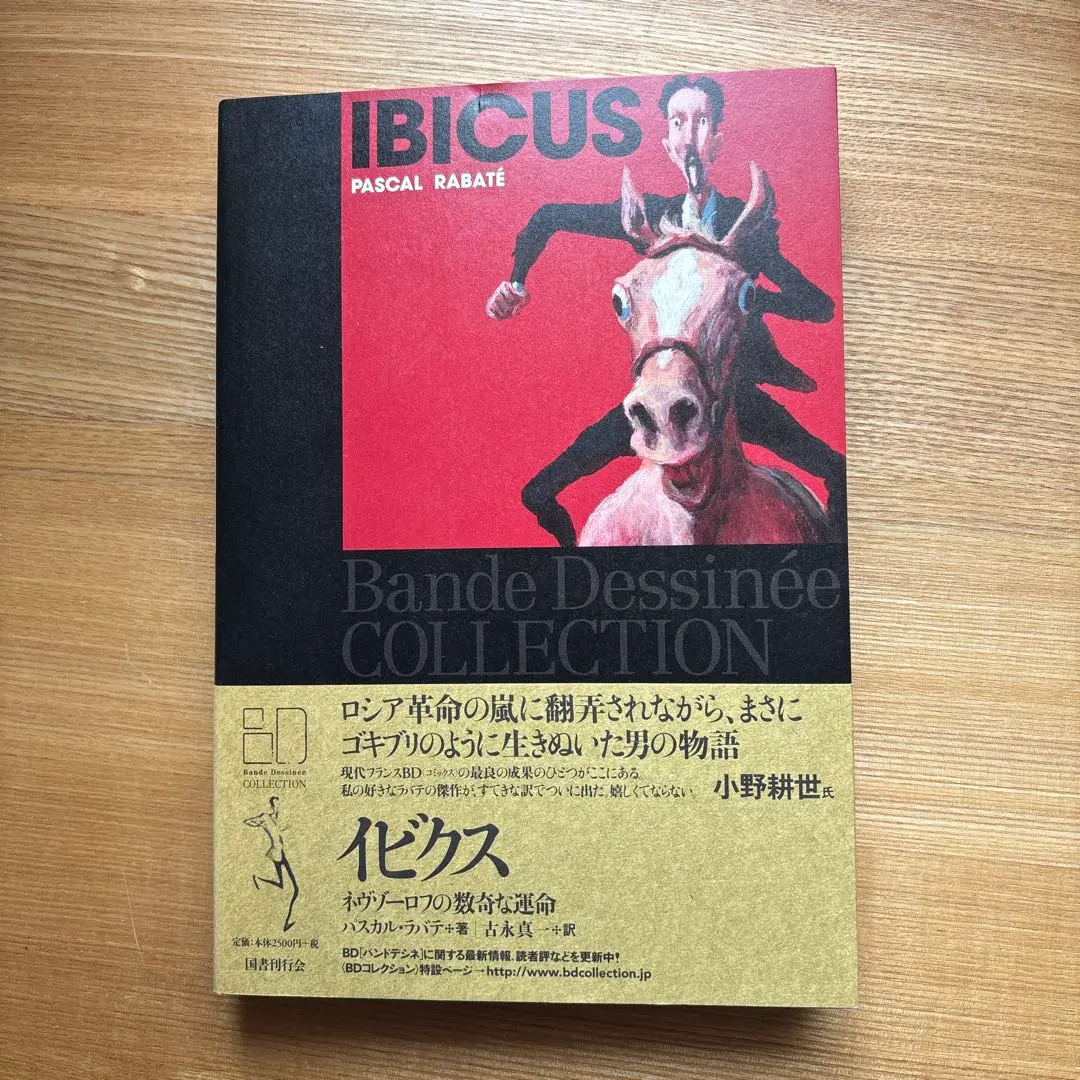 IBICUS
PASCAL RABATÉ
Bande Dessinée
COLLECTION
ロシア革命の嵐に翻弄されながら、まさに
ゴキブリのように生きぬいた男の物語
現代フランスBD〈コミックス〉の最良の成果のひとつがここにある。
私の好きなラバテの傑作が、すてきな訳でついに出た。嬉しくてならない。 小野耕世氏
BD
Bande Dessinée
COLLECTION
イビクス
ネヴゾーロフの数奇な運命
パスカル・ラバテ✢著｜古永真一✢訳
定価：本体2500円+税
国書刊行会
BD[バンドデシネ]に関する最新情報、読者評などを更新中！
〈BDコレクション〉特設ページ→http://www.bdcollection.jp